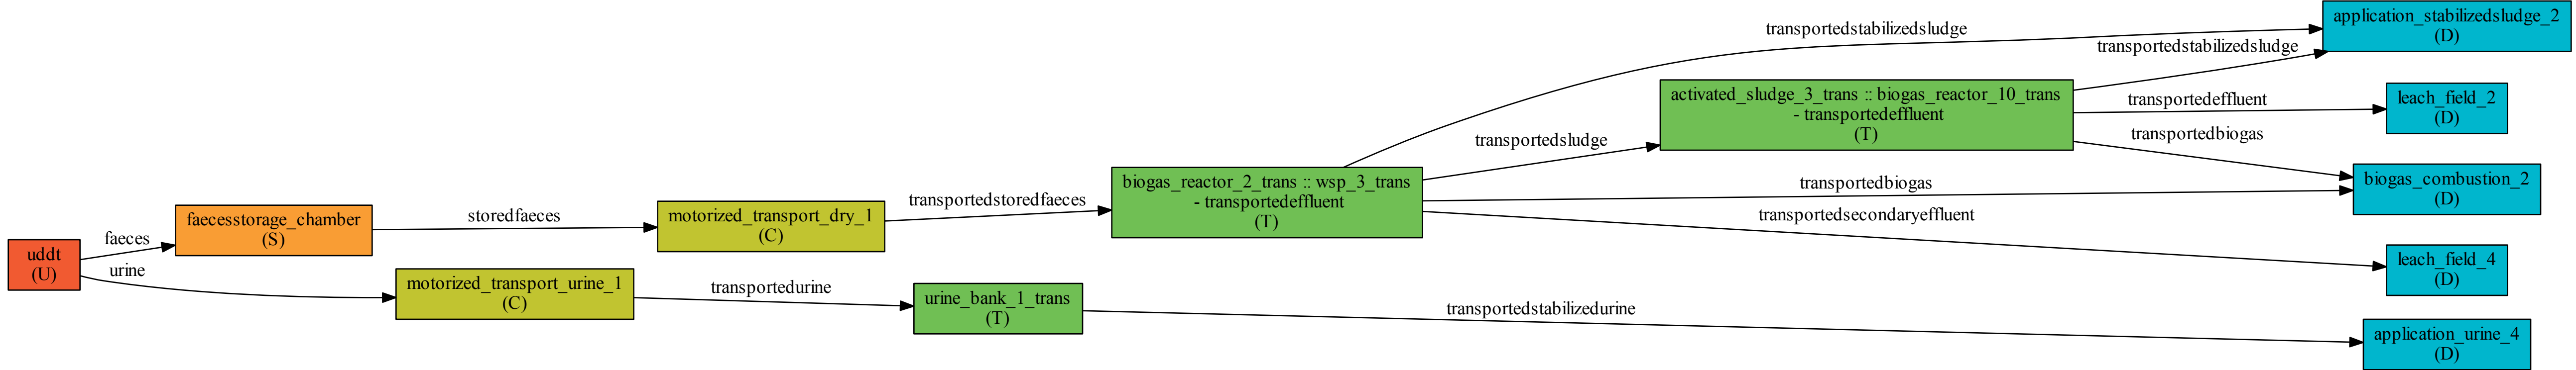 uddt
(U)
faeces
urine
faecesstorage_chamber
(S)
storedfaeces
motorized_transport_urine_1
(C)
motorized_transport_dry_1
(C)
transportedurine
transportedstoredfaeces
urine_bank_1_trans
(T)
biogas_reactor_2_trans :: wsp_3_trans
- transportedeffluent
(T)
transportedstabilizedsludge
transportedsludge
transportedbiogas
transportedsecondaryeffluent
transportedstabilizedurine
activated_sludge_3_trans :: biogas_reactor_10_trans
- transportedeffluent
(T)
transportedstabilizedsludge
transportedeffluent
transportedbiogas
application_stabilizedsludge_2
(D)
leach_field_2
(D)
biogas_combustion_2
(D)
leach_field_4
(D)
application_urine_4
(D)